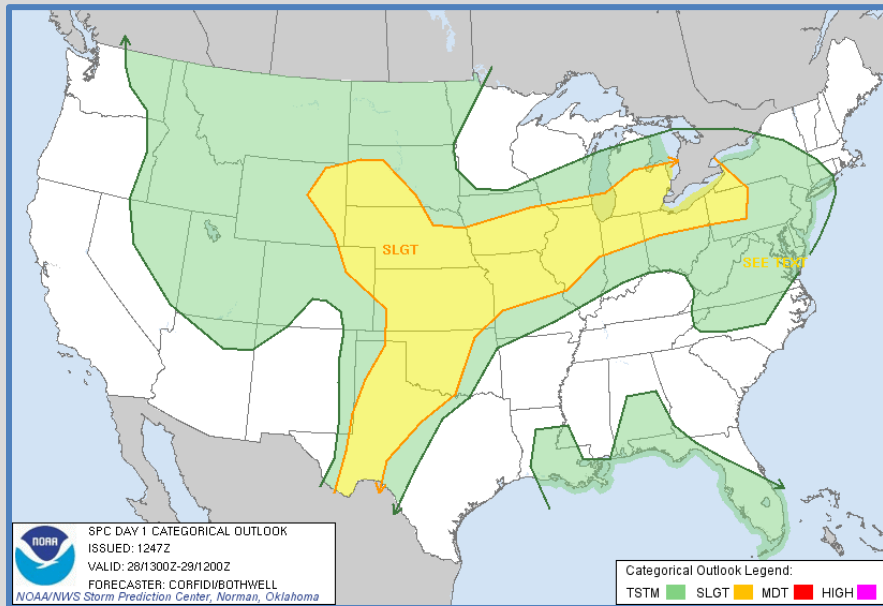 SLGT
SEE TEXT
NOAA
SPC DAY 1 CATEGORICAL OUTLOOK
ISSUED: 1247Z
VALID: 28/1300Z-29/1200Z
FORECASTER: CORFIDI/BOTHWELL
NOAA/NWS Storm Prediction Center, Norman, Oklahoma
Categorical Outlook Legend:
TSTM SLGT MDT HIGH